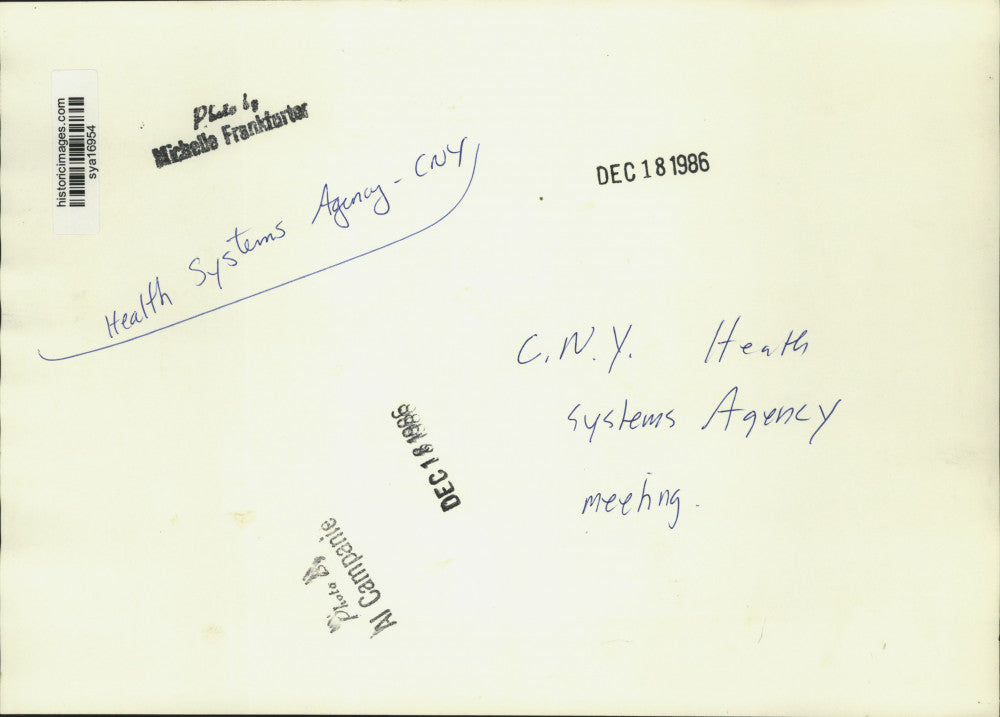 historicimages.com
sya16954
Photo by
Michelle Frankfurter
DEC 18 1986
Health Systems Agency - CNY
C.N.Y. Heath
systems Agency
meeting.
DEC 18 1986
Photo By
Al Campanie